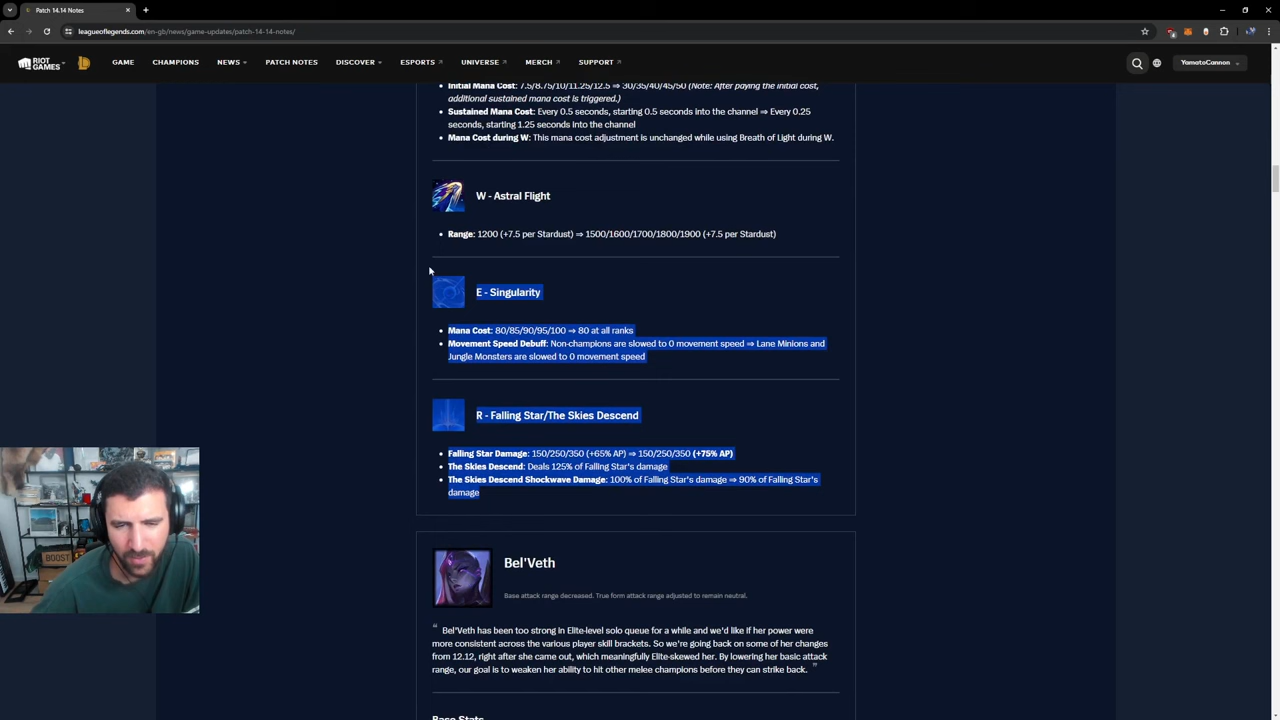 Patch 14.14 Notes
leagueoflegends.com/en-gb/news/game-updates/patch-14-14-notes/
RIOT GAMES
GAME CHAMPIONS NEWS PATCH NOTES DISCOVER ESPORTS UNIVERSE MERCH SUPPORT YamatoCannon
Initial Mana Cost: 7.5/8.75/10/11.25/12.5 ⇒ 30/35/40/45/50 (Note: After paying the initial cost,
additional sustained mana cost is triggered.)
Sustained Mana Cost: Every 0.5 seconds, starting 0.5 seconds into the channel ⇒ Every 0.25
seconds, starting 1.25 seconds into the channel
Mana Cost during W: This mana cost adjustment is unchanged while using Breath of Light during W.
W - Astral Flight
Range: 1200 (+7.5 per Stardust) ⇒ 1500/1600/1700/1800/1900 (+7.5 per Stardust)
E - Singularity
Mana Cost: 80/85/90/95/100 ⇒ 80 at all ranks
Movement Speed Debuff: Non-champions are slowed to 0 movement speed ⇒ Lane Minions and
Jungle Monsters are slowed to 0 movement speed
R - Falling Star/The Skies Descend
Falling Star Damage: 150/250/350 (+65% AP) ⇒ 150/250/350 (+75% AP)
The Skies Descend: Deals 125% of Falling Star's damage
The Skies Descend Shockwave Damage: 100% of Falling Star's damage ⇒ 90% of Falling Star's
damage
Bel'Veth
Base attack range decreased. True form attack range adjusted to remain neutral.
“ Bel'Veth has been too strong in Elite-level solo queue for a while and we'd like if her power were
more consistent across the various player skill brackets. So we're going back on some of her changes
from 12.12, right after she came out, which meaningfully Elite-skewed her. By lowering her basic attack
range, our goal is to weaken her ability to hit other melee champions before they can strike back. ”
Base Stats
BOOST